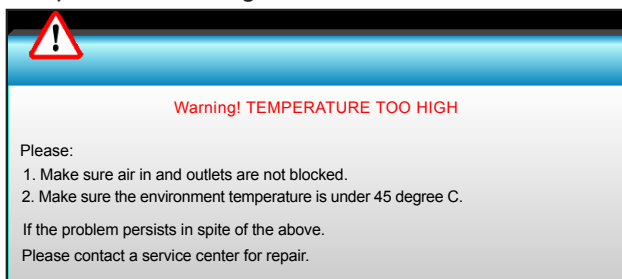 Warning! TEMPERATURE TOO HIGH
Please:
1. Make sure air in and outlets are not blocked.
2. Make sure the environment temperature is under 45 degree C.
If the problem persists in spite of the above.
Please contact a service center for repair.